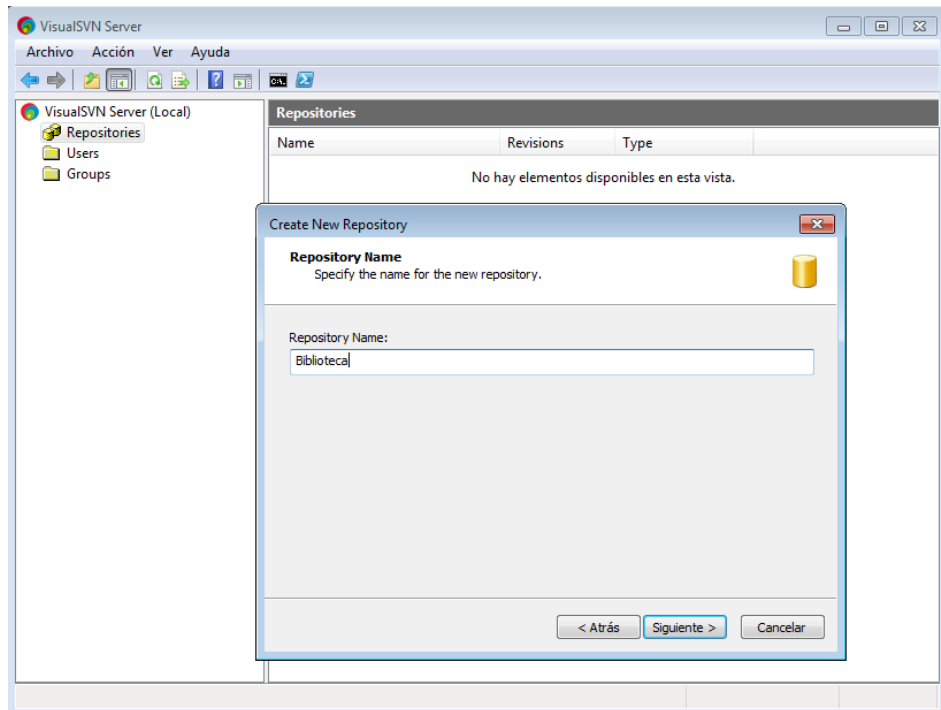 VisualSVN Server
Archivo Acción Ver Ayuda
VisualSVN Server (Local)
Repositories
Users
Groups
Repositories
Name Revisions Type
No hay elementos disponibles en esta vista.
Create New Repository
Repository Name
Specify the name for the new repository.
Repository Name:
Biblioteca
< Atrás Siguiente > Cancelar